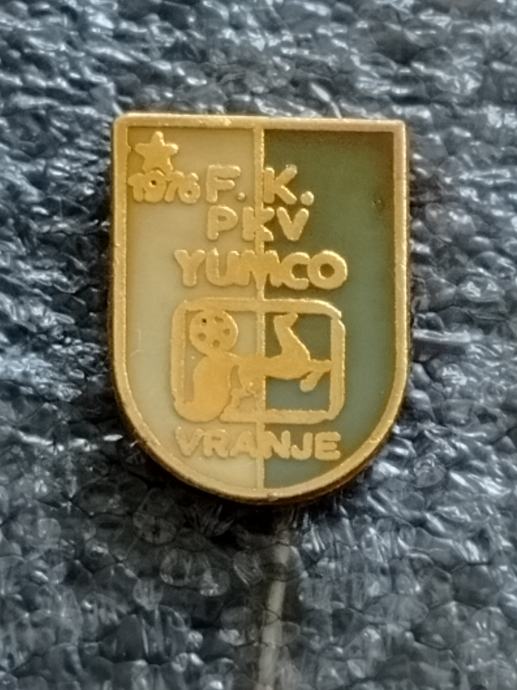 1976 F. K.
PKV
YUMCO
VRANJE